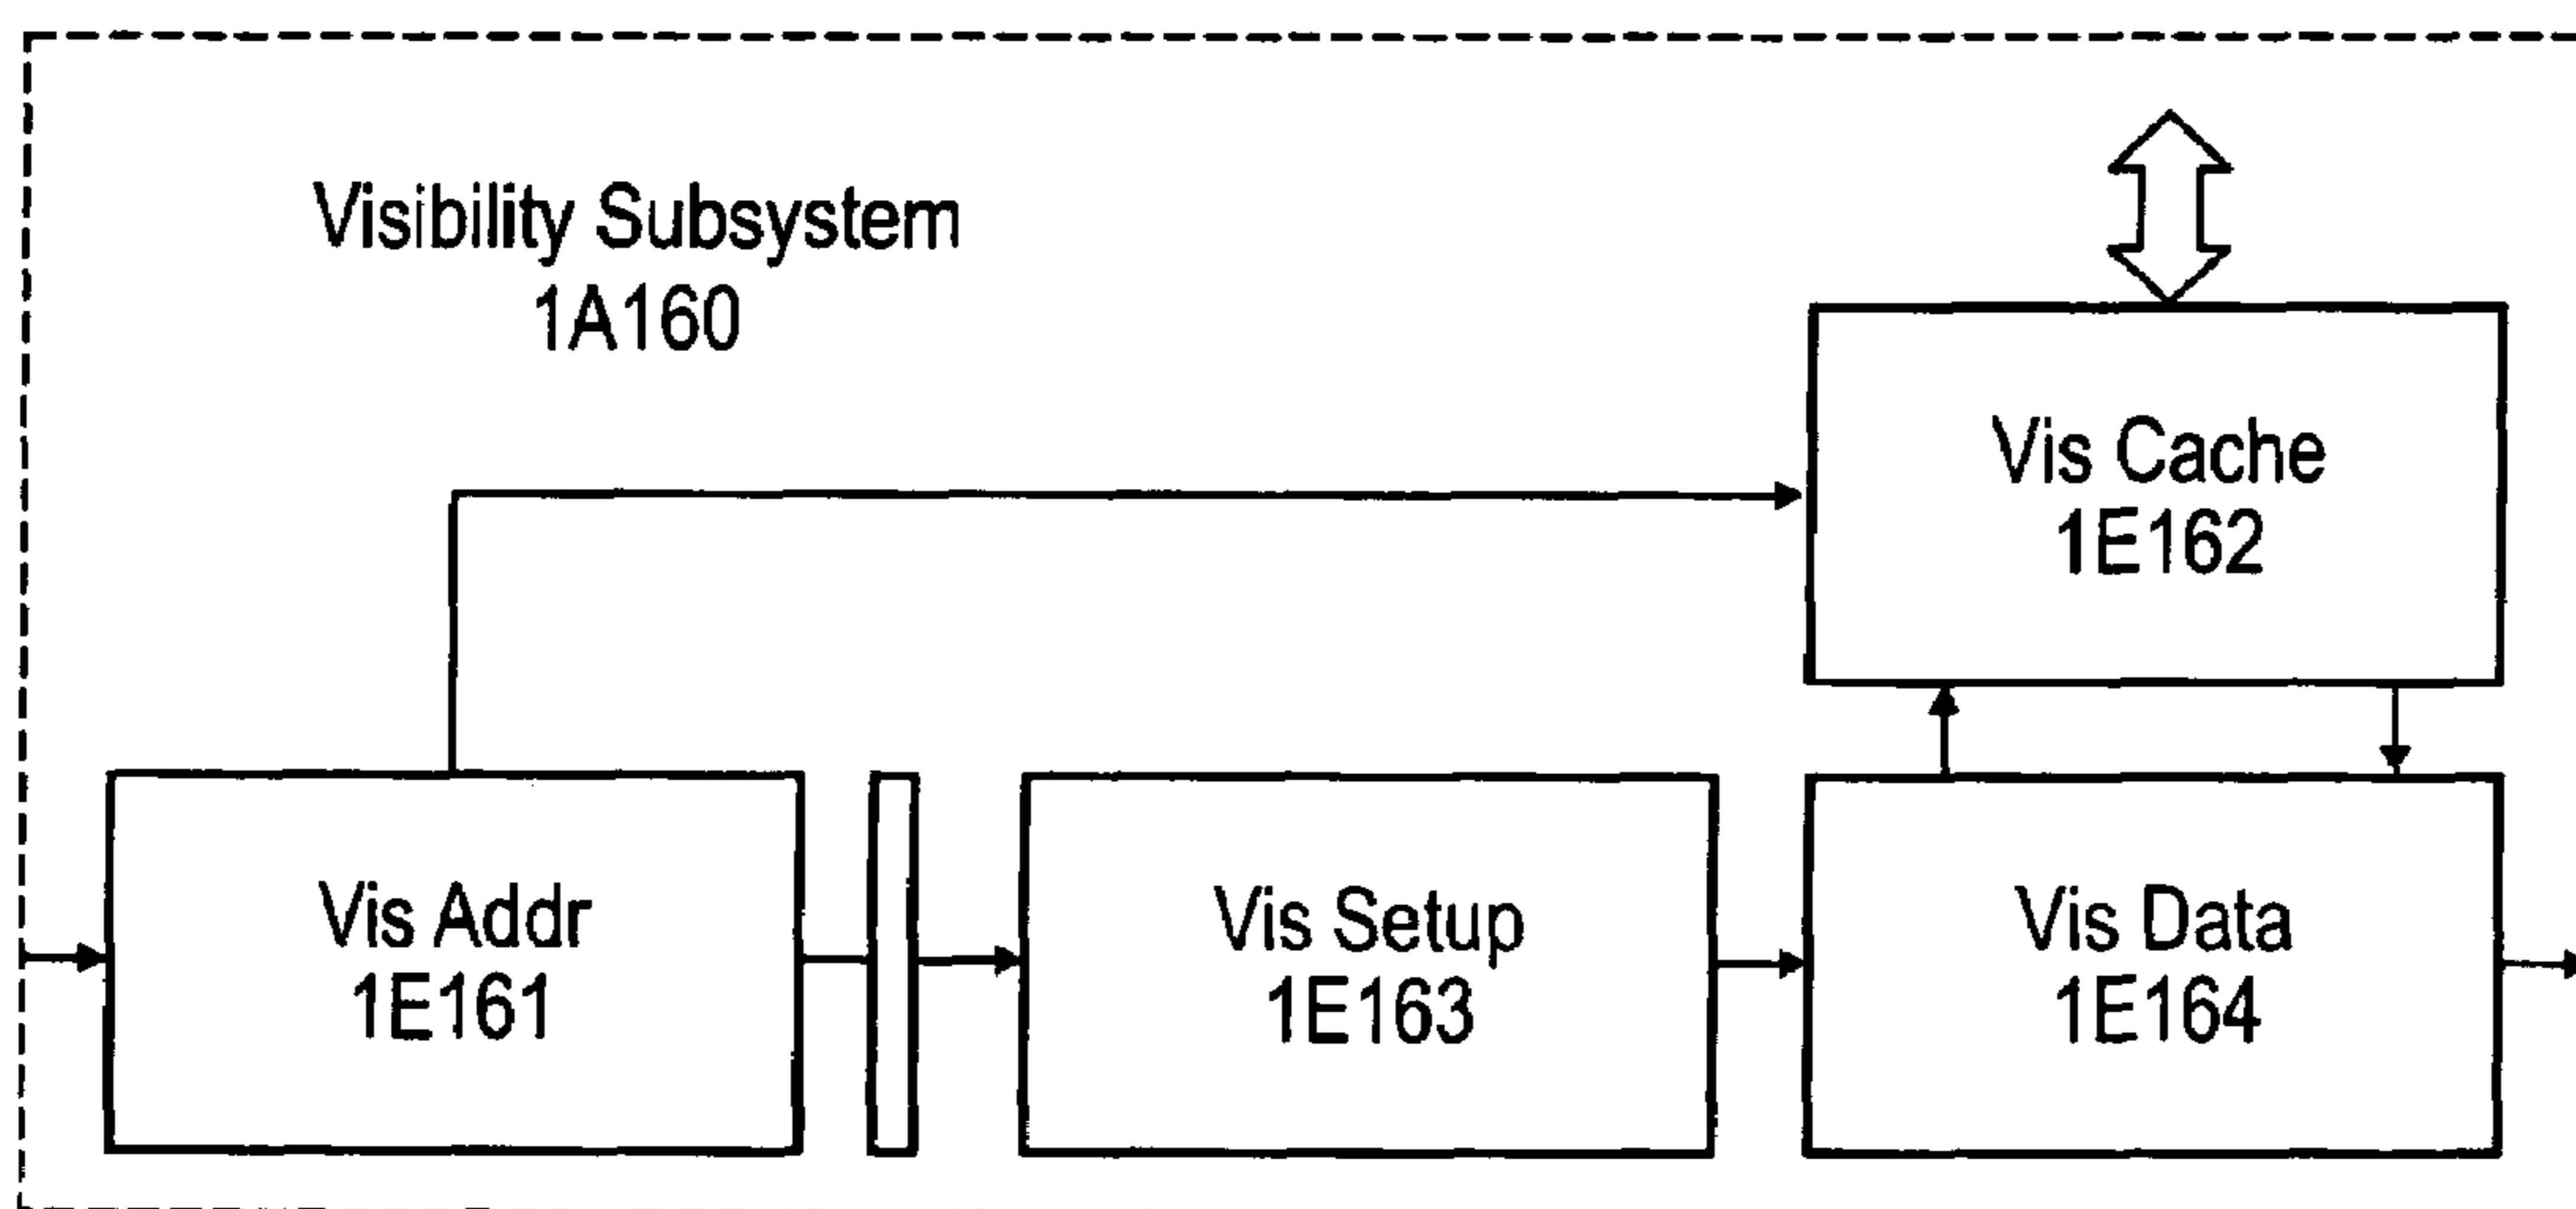 Visibility Subsystem
1A160
Vis Cache
1E162
Vis Addr
1E161
Vis Setup
1E163
Vis Data
1E164